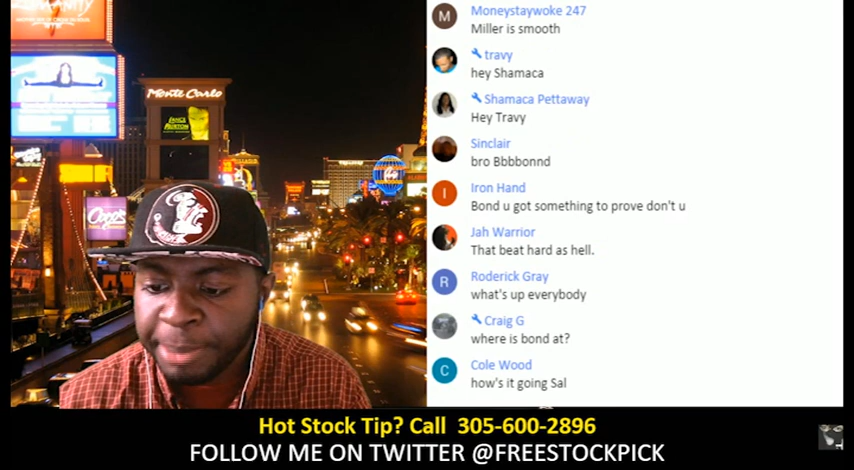 ZUMANITY
Monte Carlo
Coco's
Moneystaywoke 247
Miller is smooth
travy
hey Shamaca
Shamaca Pettaway
Hey Travy
Sinclair
bro Bbbbonnd
Iron Hand
Bond u got something to prove don't u
Jah Warrior
That beat hard as hell.
Roderick Gray
what's up everybody
Craig G
where is bond at?
Cole Wood
how's it going Sal
M
I
R
C
Hot Stock Tip? Call 305-600-2896
FOLLOW ME ON TWITTER @FREESTOCKPICK